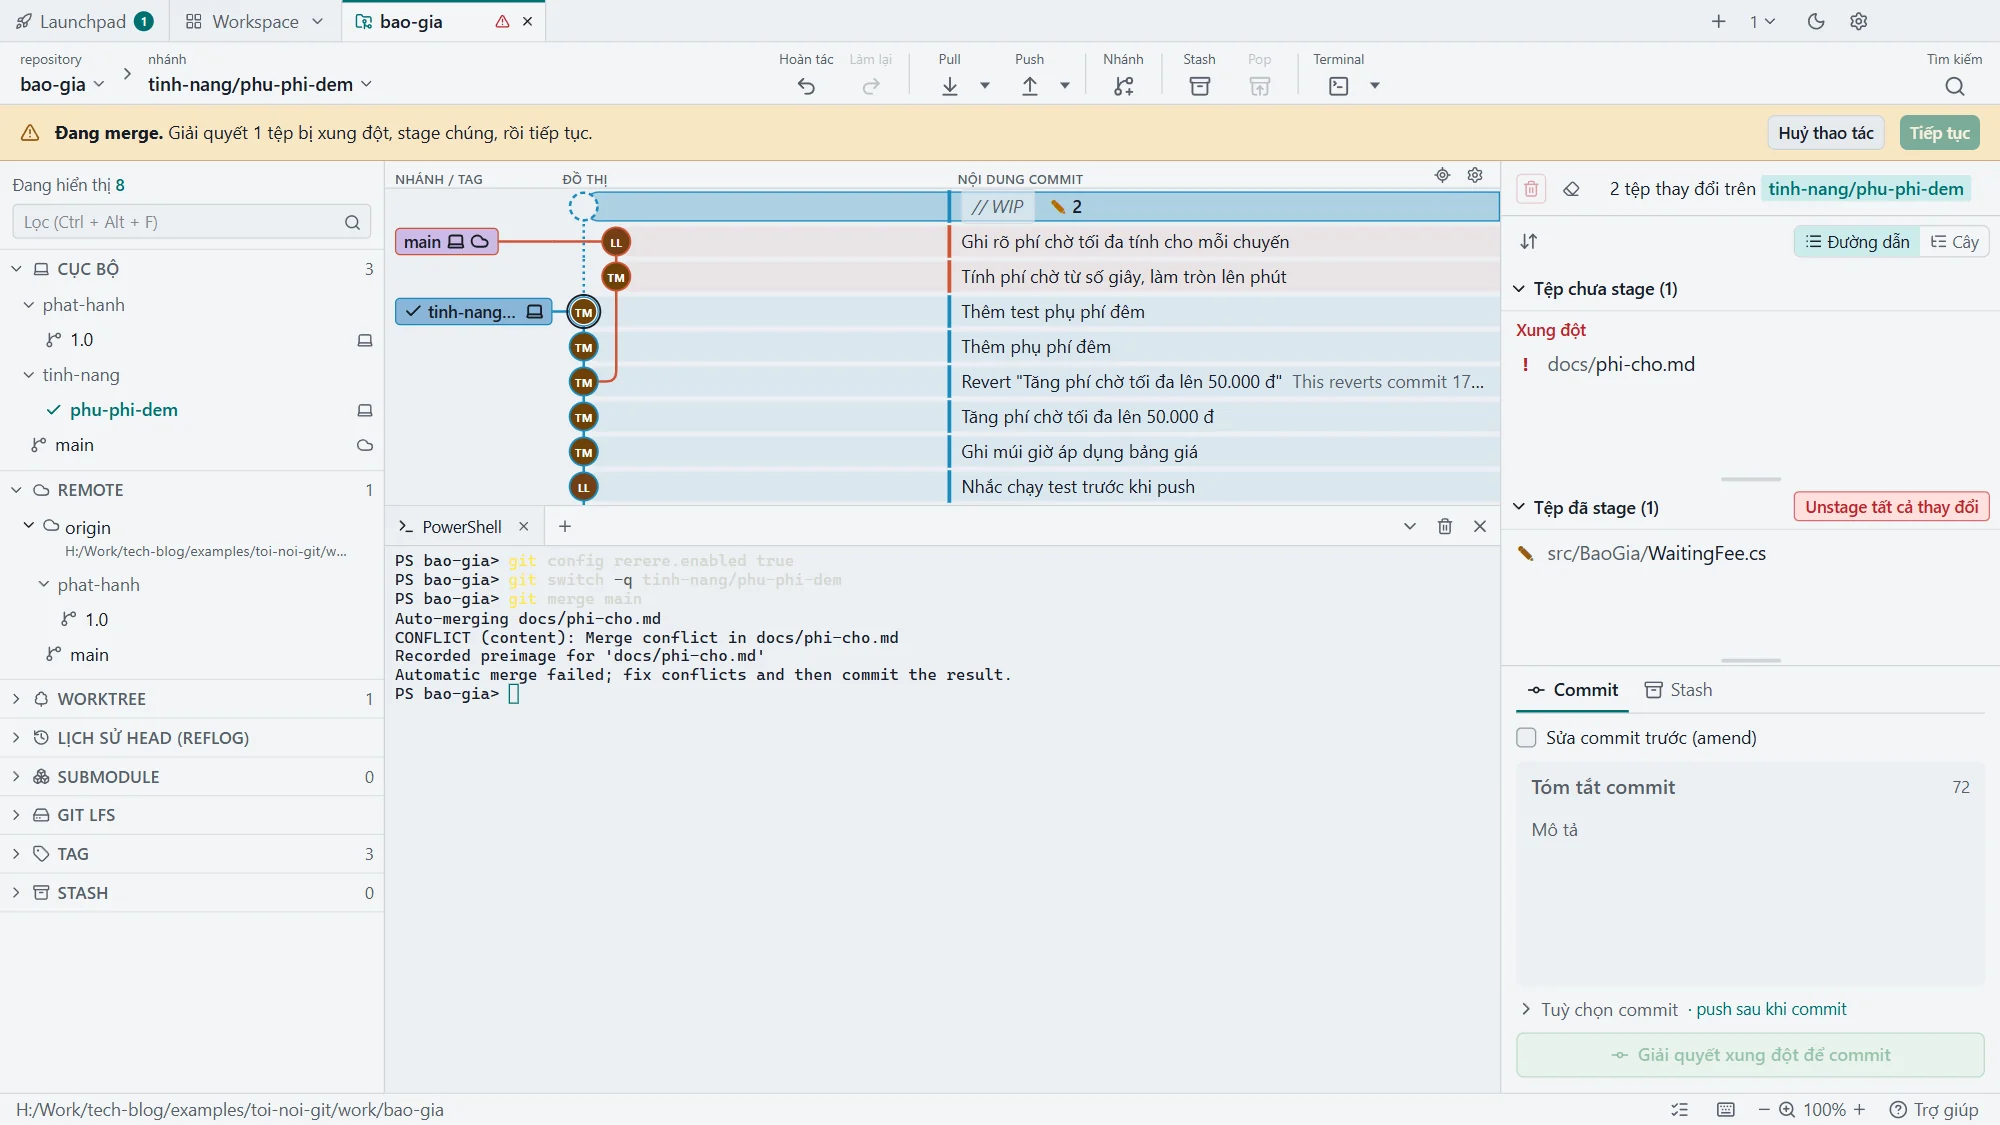 Launchpad 1
Workspace
bao-gia
1
repository
bao-gia
nhánh
tinh-nang/phu-phi-dem
Hoàn tác
Làm lại
Pull
Push
Nhánh
Stash
Pop
Terminal
Tìm kiếm
Đang merge. Giải quyết 1 tệp bị xung đột, stage chúng, rồi tiếp tục.
Huỷ thao tác
Tiếp tục
Đang hiển thị 8
Lọc (Ctrl + Alt + F)
CỤC BỘ 3
phat-hanh
1.0
tinh-nang
phu-phi-dem
main
REMOTE 1
origin
H:/Work/tech-blog/examples/toi-noi-git/w...
phat-hanh
1.0
main
WORKTREE 1
LỊCH SỬ HEAD (REFLOG)
SUBMODULE 0
GIT LFS
TAG 3
STASH 0
NHÁNH / TAG
ĐỒ THỊ
NỘI DUNG COMMIT
// WIP 2
main LL Ghi rõ phí chờ tối đa tính cho mỗi chuyến
TM Tính phí chờ từ số giây, làm tròn lên phút
tinh-nang... TM Thêm test phụ phí đêm
TM Thêm phụ phí đêm
TM Revert "Tăng phí chờ tối đa lên 50.000 đ" This reverts commit 17...
TM Tăng phí chờ tối đa lên 50.000 đ
TM Ghi múi giờ áp dụng bảng giá
LL Nhắc chạy test trước khi push
PowerShell
PS bao-gia> git config rerere.enabled true
PS bao-gia> git switch -q tinh-nang/phu-phi-dem
PS bao-gia> git merge main
Auto-merging docs/phi-cho.md
CONFLICT (content): Merge conflict in docs/phi-cho.md
Recorded preimage for 'docs/phi-cho.md'
Automatic merge failed; fix conflicts and then commit the result.
PS bao-gia>
2 tệp thay đổi trên tinh-nang/phu-phi-dem
Đường dẫn
Cây
Tệp chưa stage (1)
Xung đột
! docs/phi-cho.md
Tệp đã stage (1)
Unstage tất cả thay đổi
src/BaoGia/WaitingFee.cs
Commit
Stash
Sửa commit trước (amend)
Tóm tắt commit 72
Mô tả
Tuỳ chọn commit · push sau khi commit
Giải quyết xung đột để commit
H:/Work/tech-blog/examples/toi-noi-git/work/bao-gia
100%
Trợ giúp